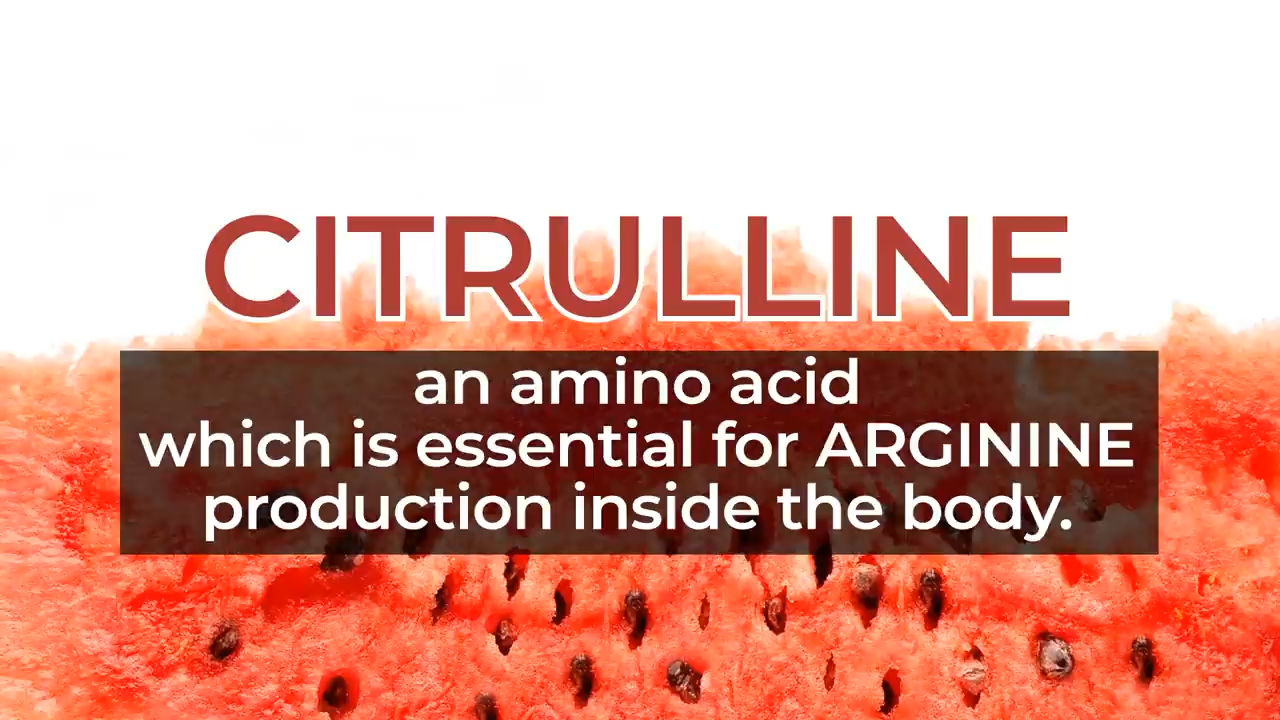 CITRULLINE
an amino acid
which is essential for ARGININE
production inside the body.